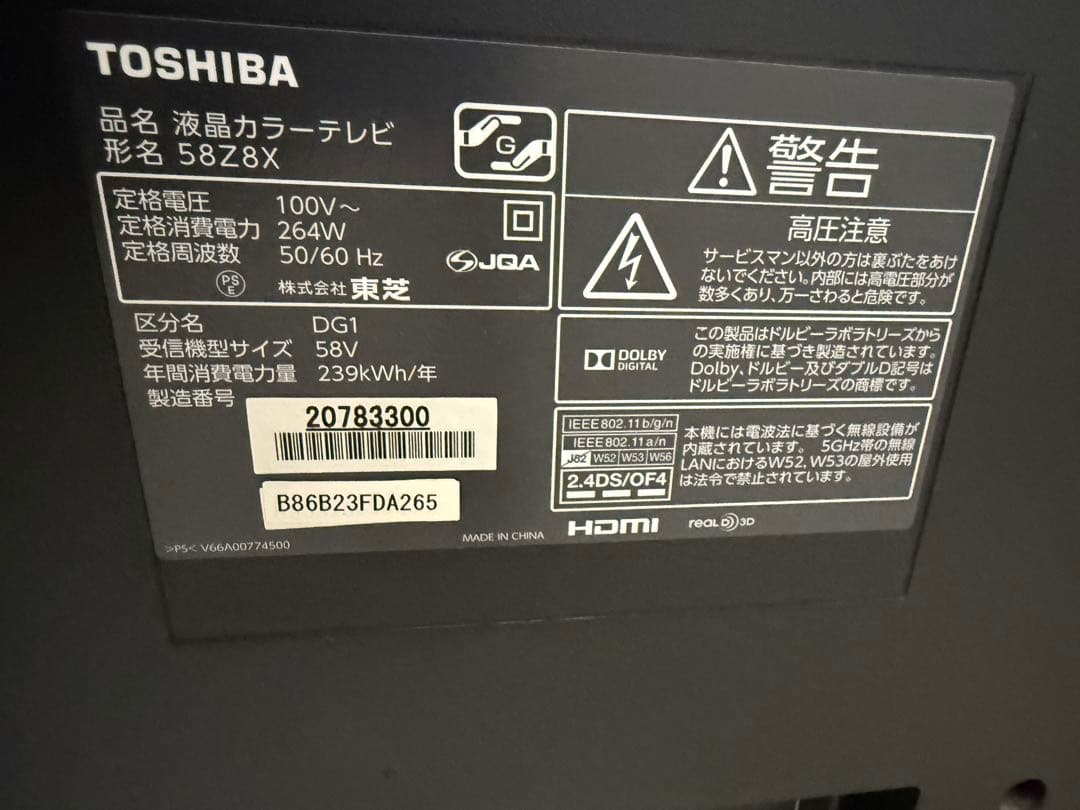 TOSHIBA
品名 液晶カラーテレビ
形名 58Z8X
G
定格電圧 100V～
定格消費電力 264W
定格周波数 50/60 Hz
JQA
PS
E
株式会社 東芝
区分名 DG1
受信機型サイズ 58V
年間消費電力量 239kWh/年
製造番号
20783300
B86B23FDA265
>PS< V66A00774500
MADE IN CHINA
警告
高圧注意
サービスマン以外の方は裏ぶたをあけ
ないでください。内部には高電圧部分が
数多くあり、万一さわると危険です。
DOLBY
DIGITAL
この製品はドルビーラボラトリーズから
の実施権に基づき製造されています。
Dolby、ドルビー及びダブルD記号は
ドルビーラボラトリーズの商標です。
IEEE802.11b/g/n
IEEE802.11a/n
J52 W52 W53 W56
2.4DS/OF4
本機には電波法に基づく無線設備が
内蔵されています。 5GHz帯の無線
LANにおけるW52、W53の屋外使用
は法令で禁止されています。
HDMI
REAL D 3D